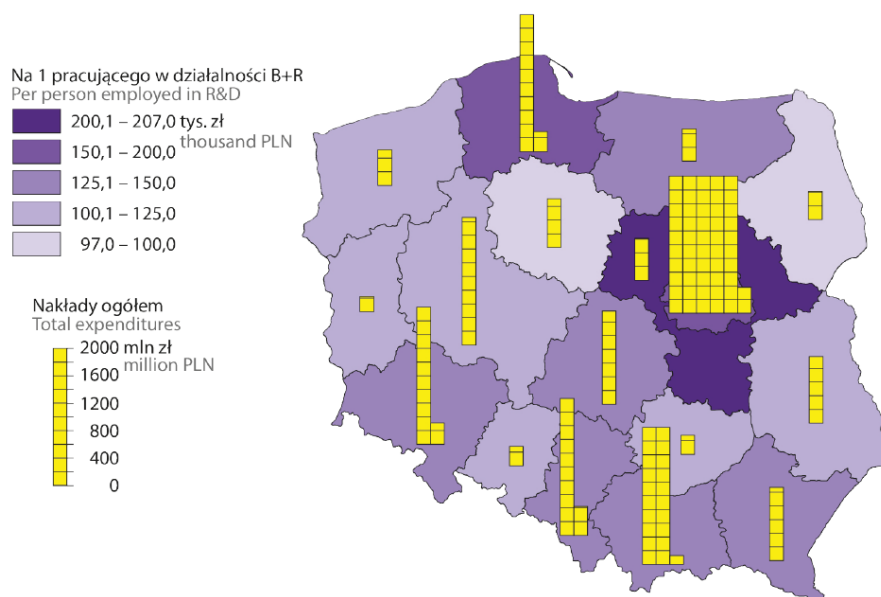 Na 1 pracującego w działalności B+R
Per person employed in R&D
200,1 – 207,0 tys. zł
thousand PLN
150,1 – 200,0
125,1 – 150,0
100,1 – 125,0
97,0 – 100,0
Nakłady ogółem
Total expenditures
2000 mln zł
million PLN
1600
1200
800
400
0